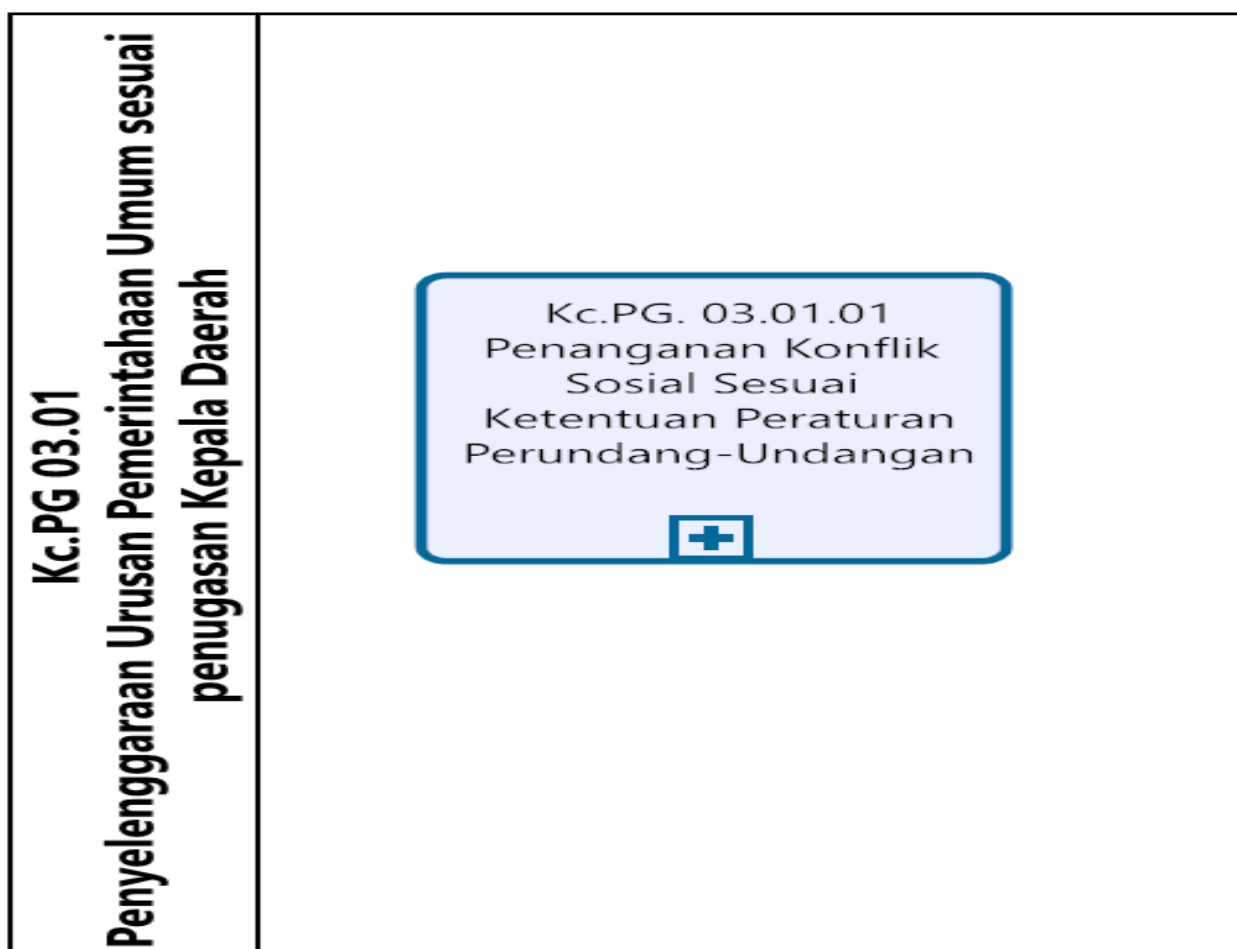 Kc.PG 03.01
Penyelenggaraan Urusan Pemerintahaan Umum sesuai
penugasan Kepala Daerah
Kc.PG. 03.01.01
Penanganan Konflik
Sosial Sesuai
Ketentuan Peraturan
Perundang-Undangan